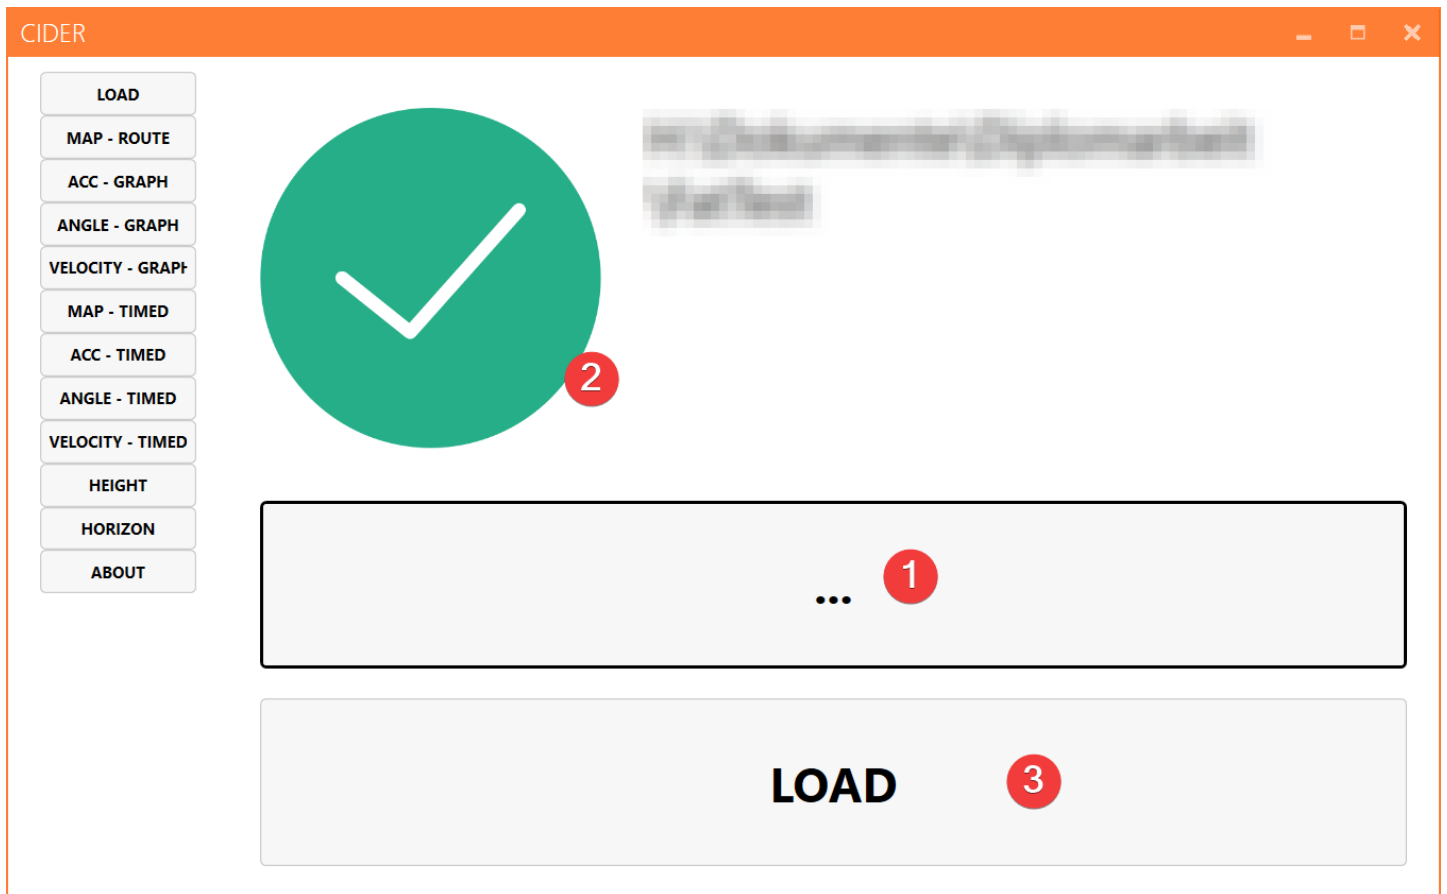 CIDER
LOAD
MAP - ROUTE
ACC - GRAPH
ANGLE - GRAPH
VELOCITY - GRAPH
MAP - TIMED
ACC - TIMED
ANGLE - TIMED
VELOCITY - TIMED
HEIGHT
HORIZON
ABOUT
2
... 1
LOAD 3